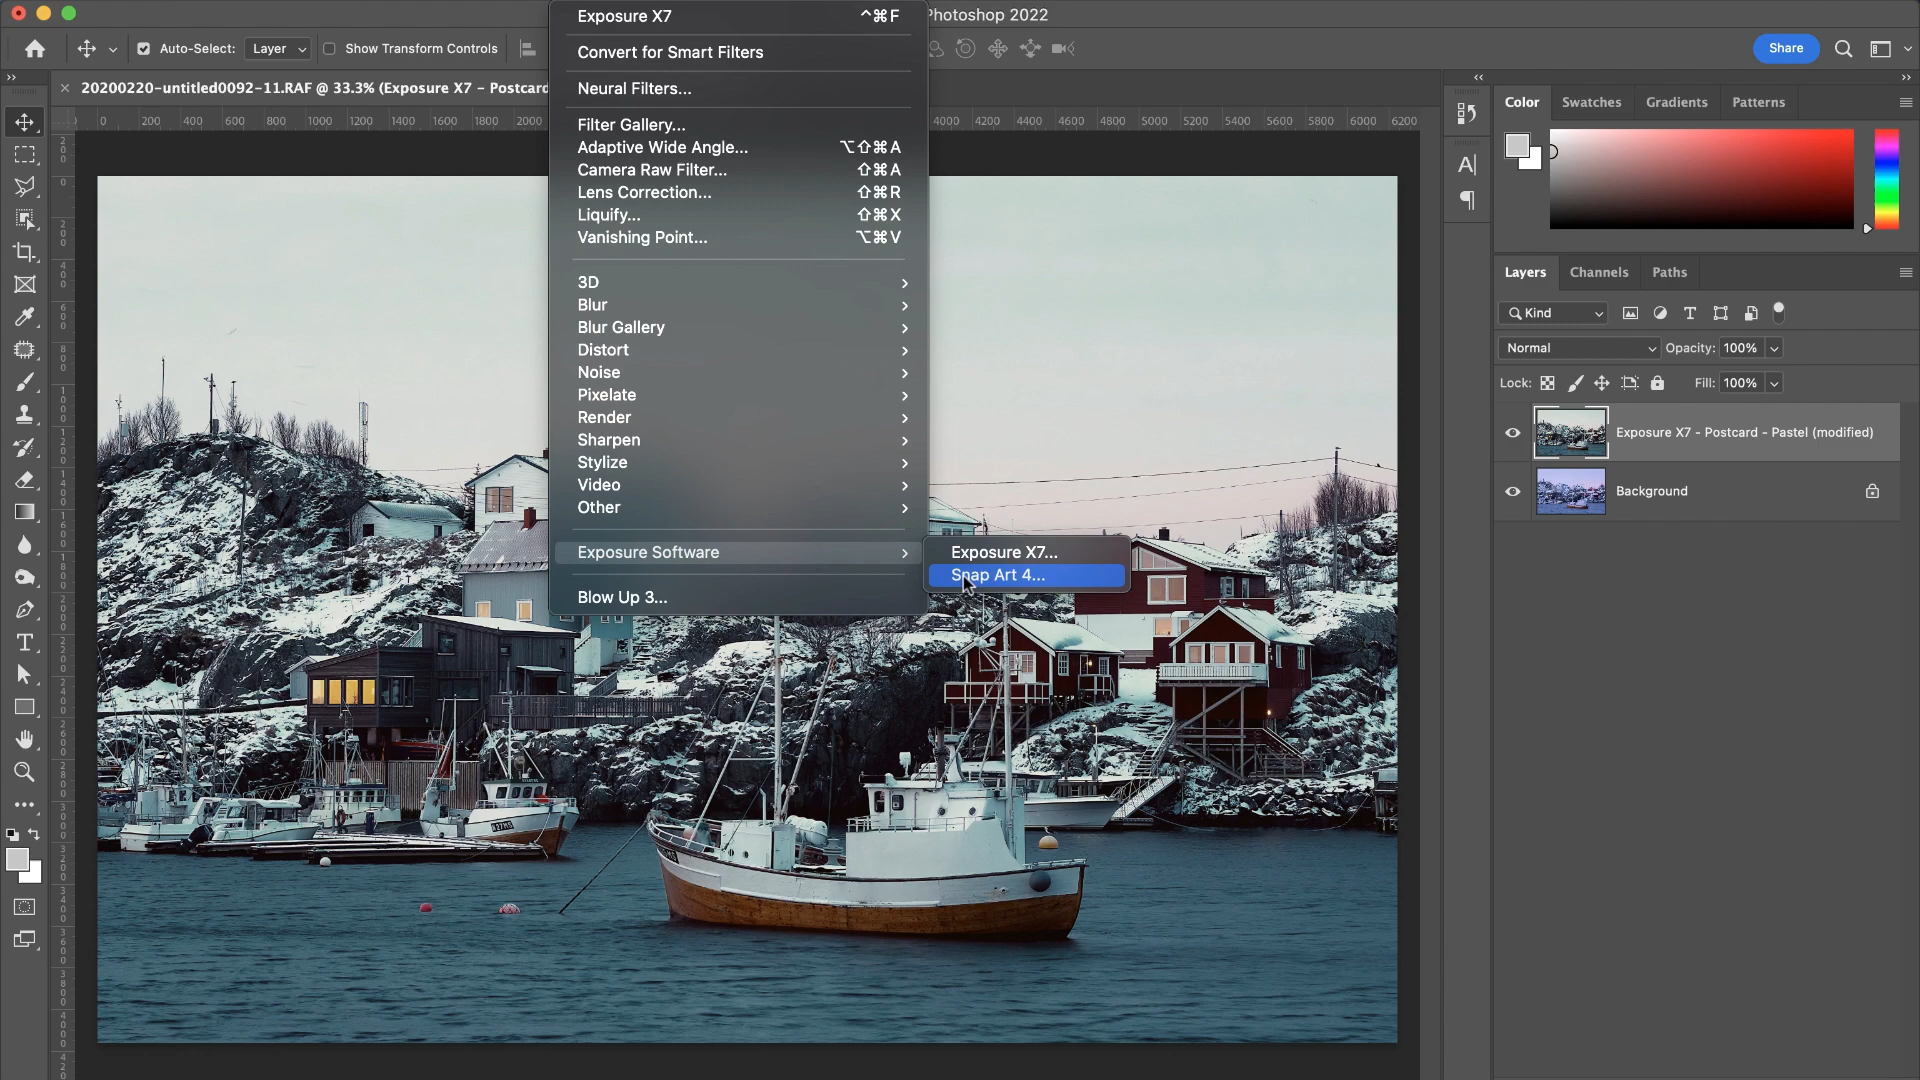 Exposure X7 ^⌘F
Photoshop 2022
Auto-Select: Layer Show Transform Controls
Share
20200220-untitled0092-11.RAF @ 33.3% (Exposure X7 - Postcard
Convert for Smart Filters
Neural Filters...
Filter Gallery...
Adaptive Wide Angle... ⌥⇧⌘A
Camera Raw Filter... ⇧⌘A
Lens Correction... ⇧⌘R
Liquify... ⇧⌘X
Vanishing Point... ⌥⌘V
3D
Blur
Blur Gallery
Distort
Noise
Pixelate
Render
Sharpen
Stylize
Video
Other
Exposure Software
Blow Up 3...
Exposure X7...
Snap Art 4...
0 200 400 600 800 1000 1200 1400 1600 1800 2000
4000 4200 4400 4600 4800 5000 5200 5400 5600 5800 6000 6200
Color Swatches Gradients Patterns
Layers Channels Paths
Kind
Normal Opacity: 100%
Lock: Fill: 100%
Exposure X7 - Postcard - Pastel (modified)
Background